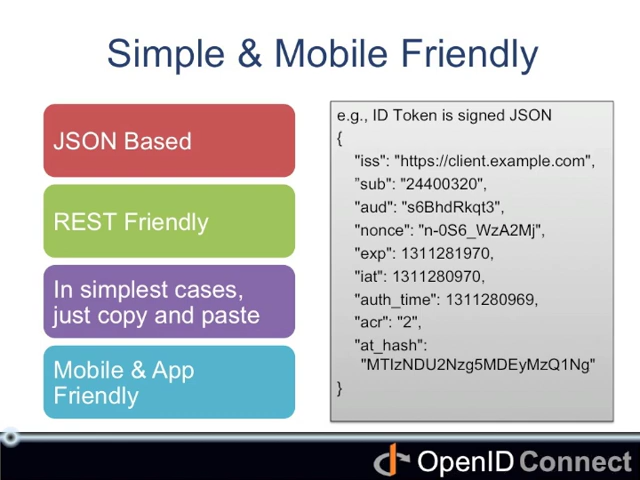 Simple & Mobile Friendly
JSON Based
REST Friendly
In simplest cases,
just copy and paste
Mobile & App
Friendly
e.g., ID Token is signed JSON
{
"iss": "https://client.example.com",
”sub": "24400320",
"aud": "s6BhdRkqt3",
"nonce": "n-0S6_WzA2Mj",
"exp": 1311281970,
"iat": 1311280970,
"auth_time": 1311280969,
"acr": "2",
"at_hash":
"MTIzNDU2Nzg5MDEyMzQ1Ng"
}
OpenID Connect